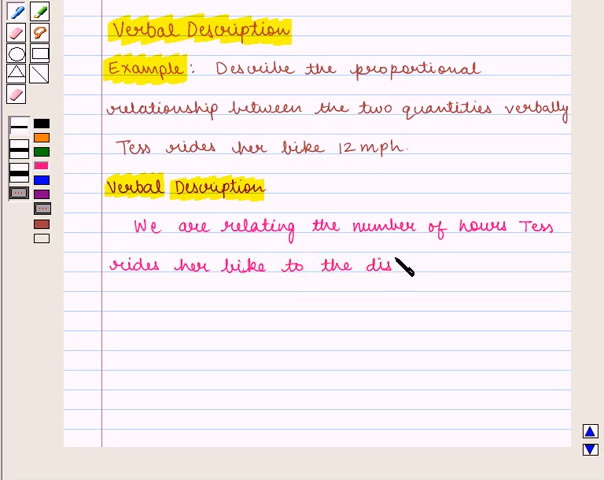 Verbal Description
Example: Describe the proportional
relationship between the two quantities verbally
Tess rides her bike 12 mph.
Verbal Description
We are relating the number of hours Tess
rides her bike to the dis